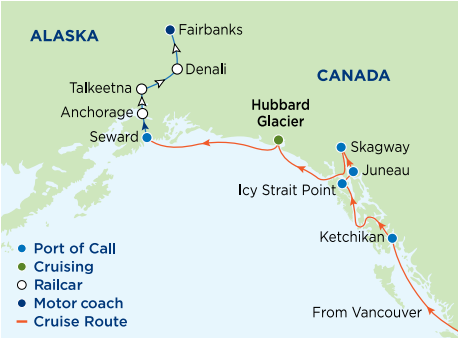 Fairbanks
ALASKA
Denali
CANADA
Talkeetna
Anchorage
Hubbard
Glacier
Seward
Skagway
Juneau
Icy Strait Point
Ketchikan
Port of Call
Cruising
Railcar
Motor coach
Cruise Route
From Vancouver